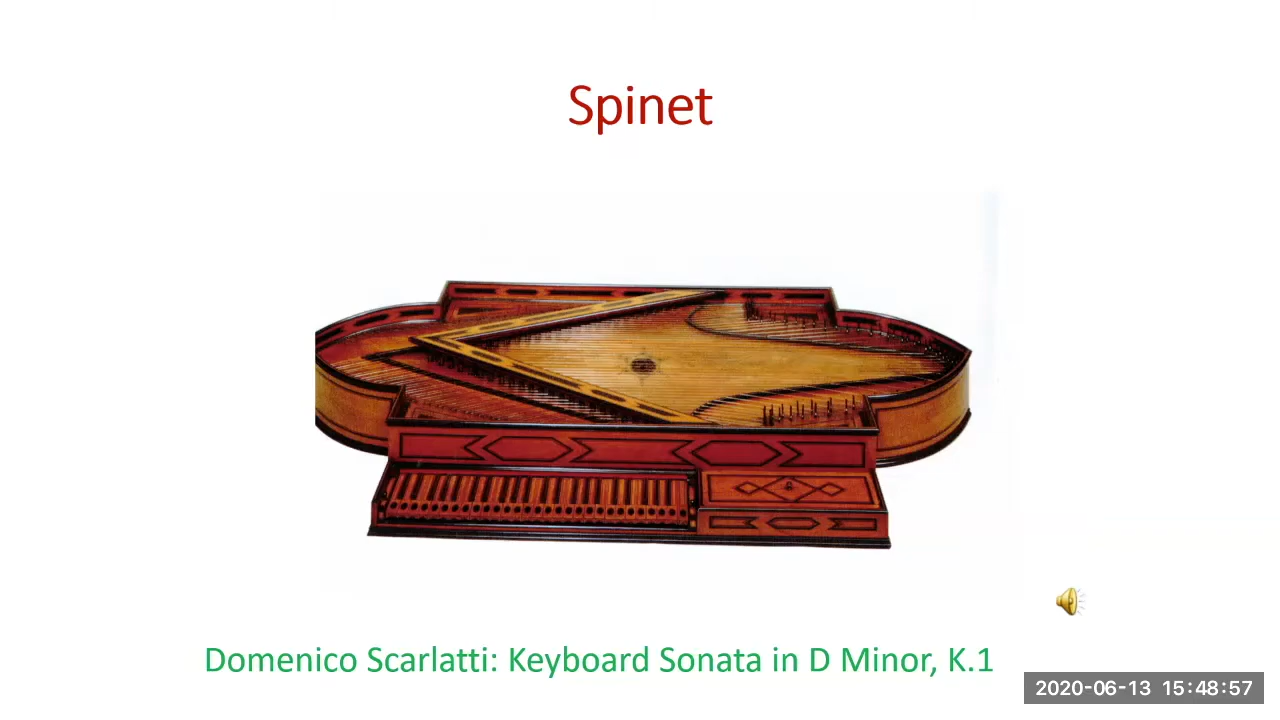 Spinet
Domenico Scarlatti: Keyboard Sonata in D Minor, K.1
2020-06-13 15:48:57